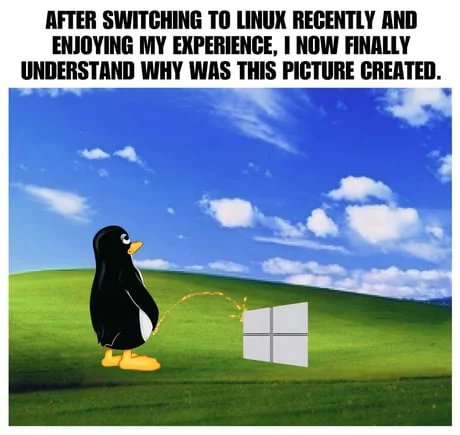 AFTER SWITCHING TO LINUX RECENTLY AND
ENJOYING MY EXPERIENCE, I NOW FINALLY
UNDERSTAND WHY WAS THIS PICTURE CREATED.